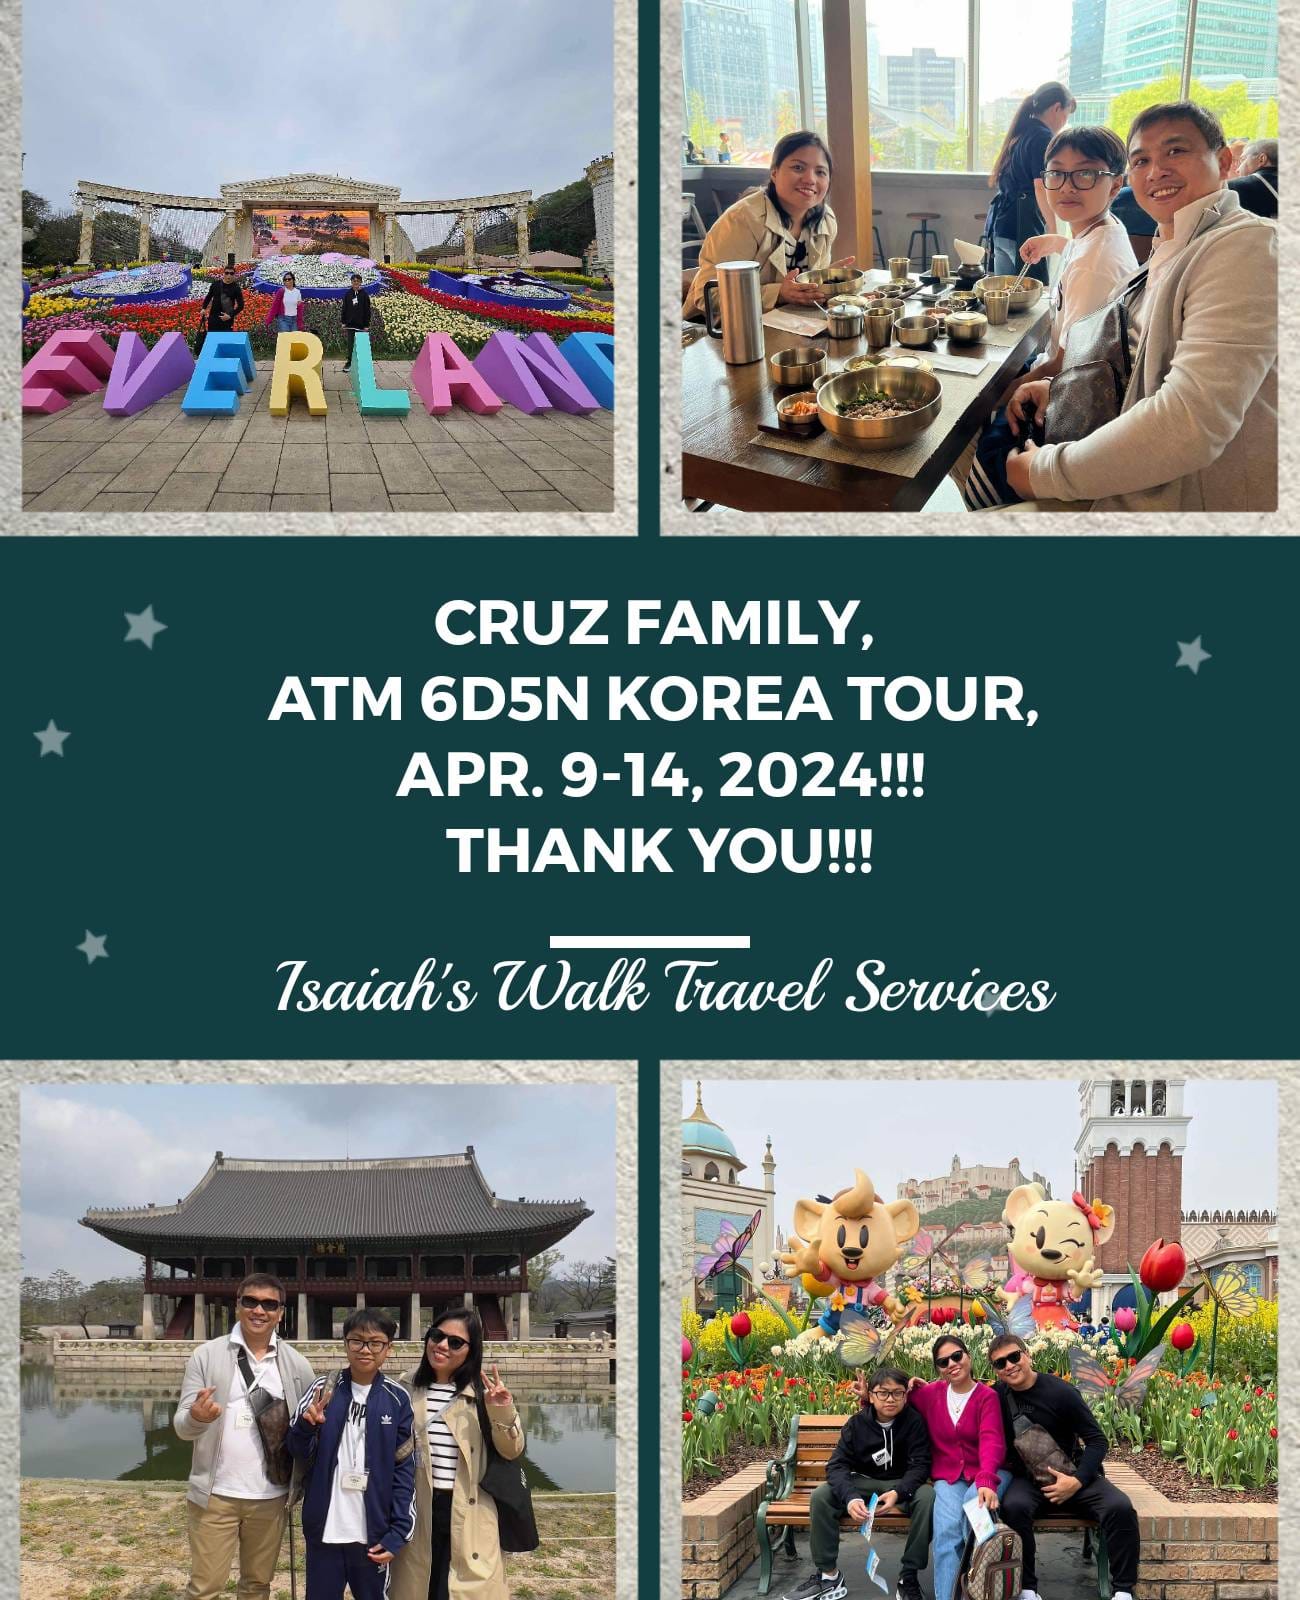 EVERLAND
CRUZ FAMILY,
ATM 6D5N KOREA TOUR,
APR. 9-14, 2024!!!
THANK YOU!!!
Isaiah's Walk Travel Services